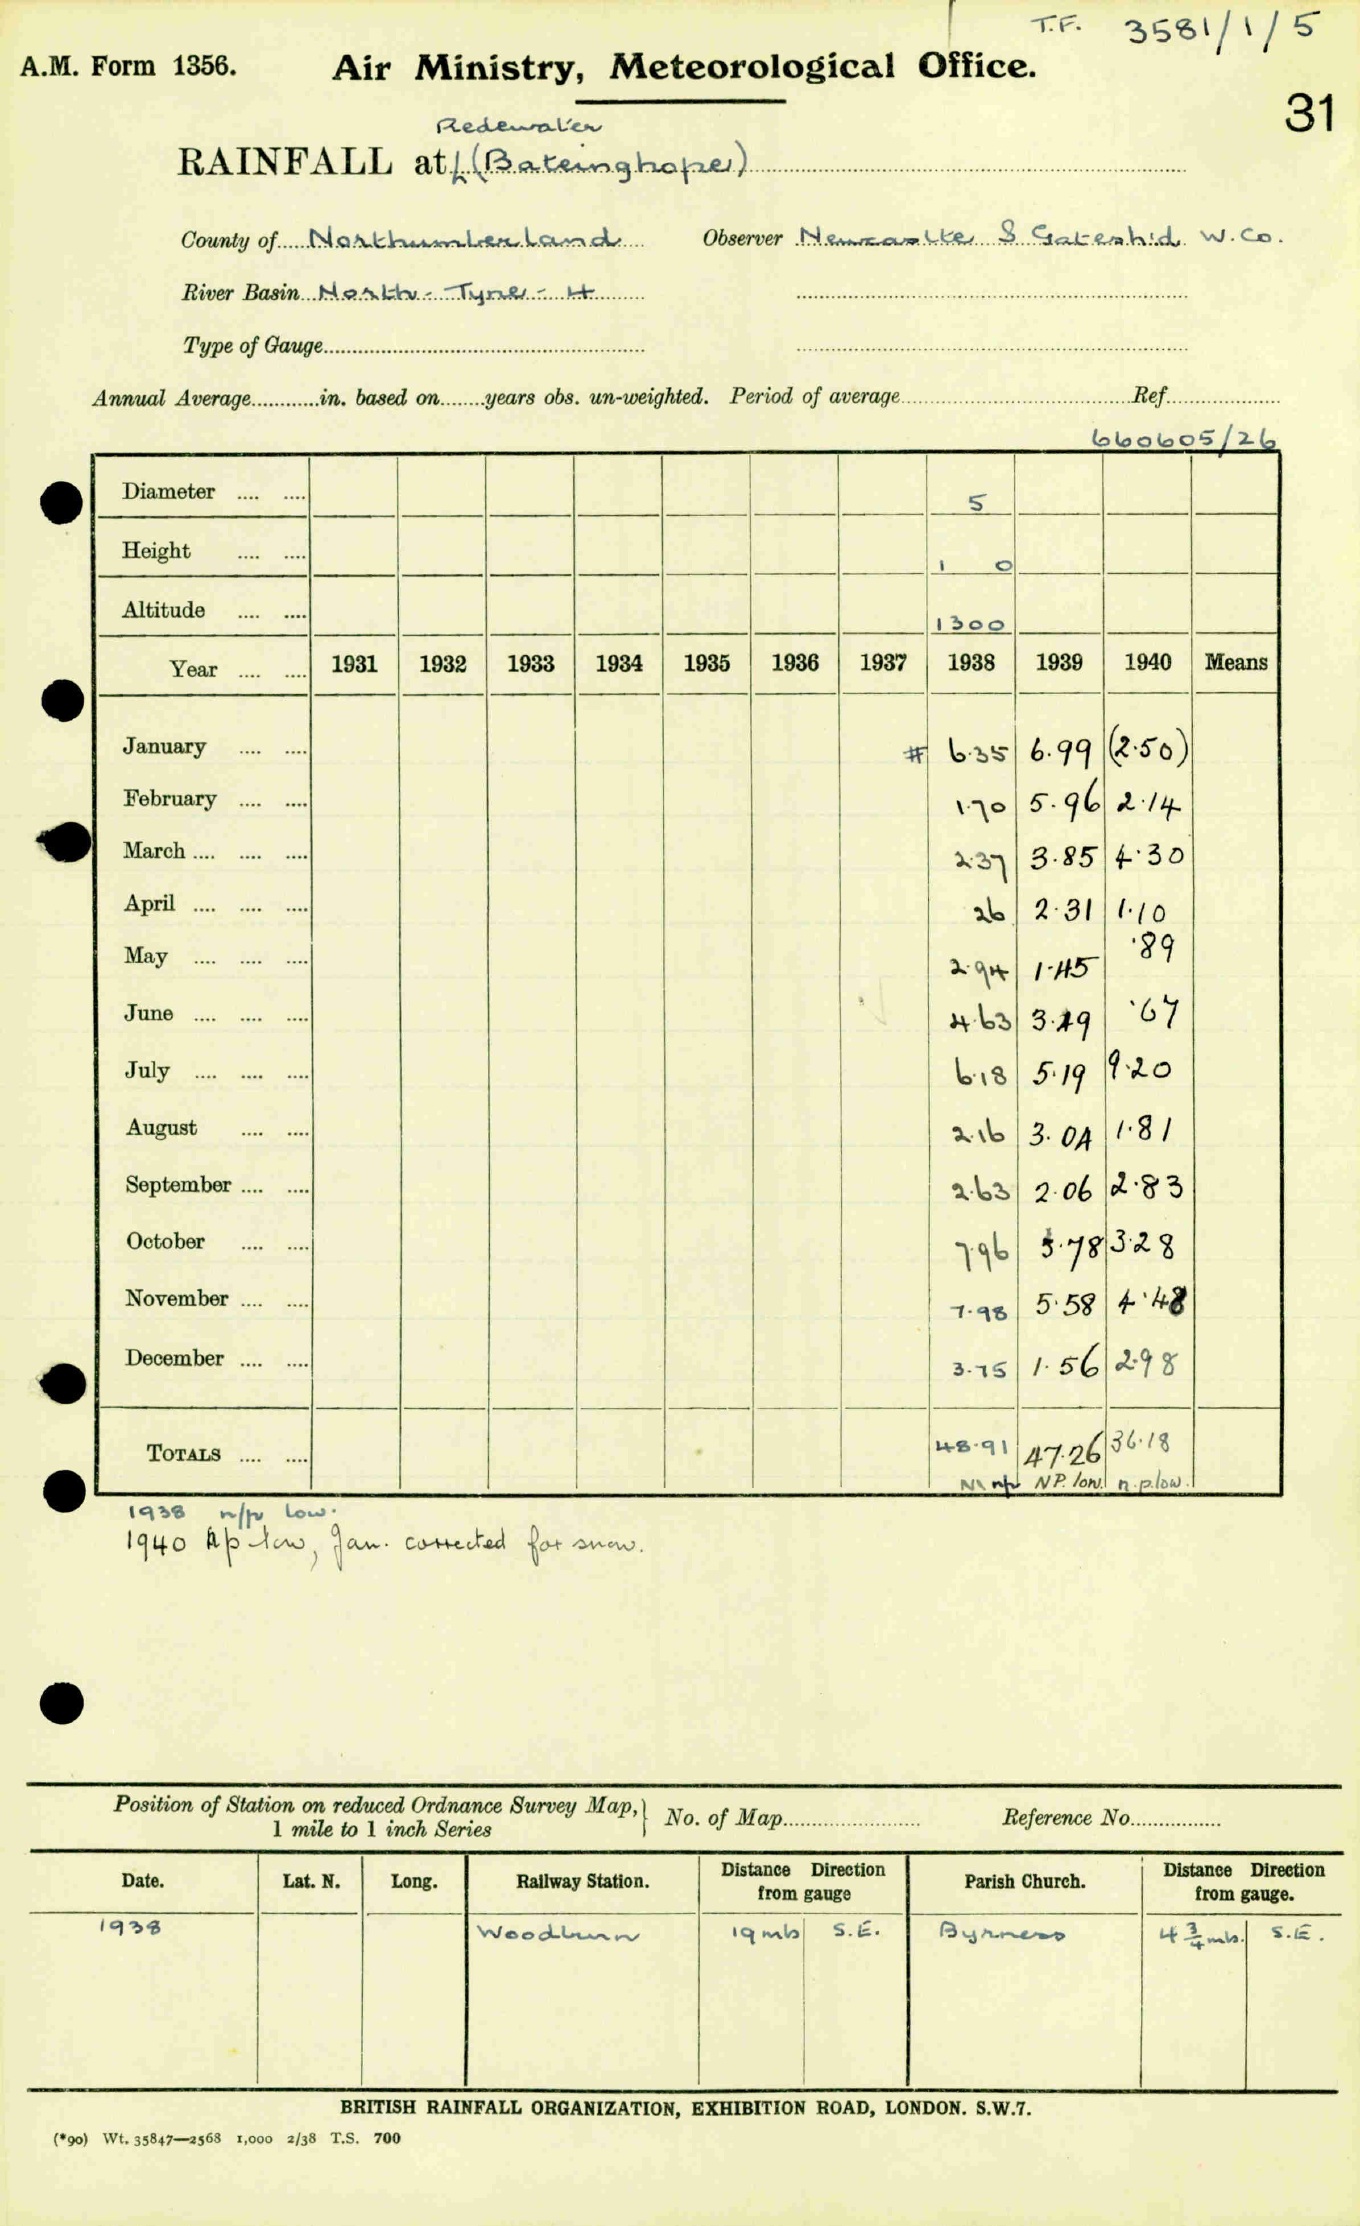 T.F. 3581/1/5
A.M. Form 1356. Air Ministry, Meteorological Office.
31
Redewater
RAINFALL at (Bateinghope)
County of Northumberland Observer Newcastle & Gateshd W. Co.
River Basin North - Tyne - H
Type of Gauge
Annual Average in. based on years obs. un-weighted. Period of average Ref.
660605/26
Diameter 5
Height 1 0
Altitude 1300
Year 1931 1932 1933 1934 1935 1936 1937 1938 1939 1940 Means
January # 6.35 6.99 (2.50)
February 1.70 5.96 2.14
March 2.37 3.85 4.30
April 26 2.31 1.10
May 2.94 1.45 .89
June 4.63 3.49 .67
July 6.18 5.19 9.20
August 2.16 3.04 1.81
September 2.63 2.06 2.83
October 7.96 5.78 3.28
November 7.98 5.58 4.48
December 3.75 1.56 2.98
TOTALS 48.91 47.26 36.18
n/p NP. low. n.p. low.
1938 n/p low.
1940 np low, Jan. corrected for snow.
Position of Station on reduced Ordnance Survey Map, 1 mile to 1 inch Series } No. of Map Reference No.
Date. Lat. N. Long. Railway Station. Distance Direction from gauge Parish Church. Distance Direction from gauge.
1938 Woodburn 19 mls S.E. Byrness 4 3/4 mls. S.E.
BRITISH RAINFALL ORGANIZATION, EXHIBITION ROAD, LONDON. S.W.7.
(*90) Wt. 35847—2568 1,000 2/38 T.S. 700